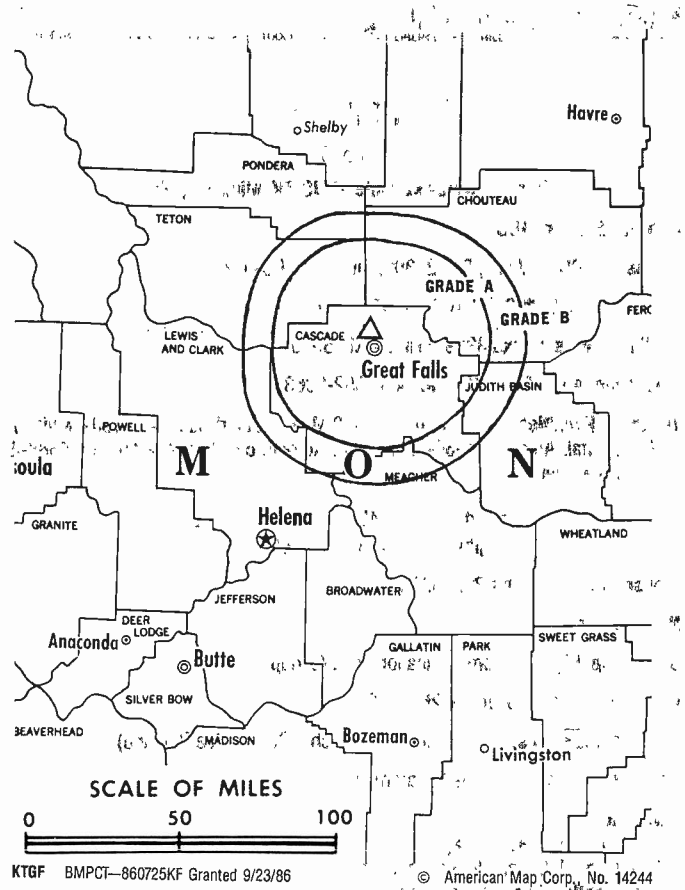 Shelby
Havre
PONDERA
CHOUTEAU
TETON
GRADE A
GRADE B
FERG
LEWIS
AND CLARK
CASCADE
Great Falls
JUDITH BASIN
POWELL
M O N
soula
MEAGHER
GRANITE
Helena
WHEATLAND
JEFFERSON
BROADWATER
DEER
LODGE
Anaconda
Butte
GALLATIN
PARK
SWEET GRASS
SILVER BOW
BEAVERHEAD
MADISON
Bozeman
Livingston
SCALE OF MILES
0 50 100
KTGF BMPCT—860725KF Granted 9/23/86
© American Map Corp., No. 14244